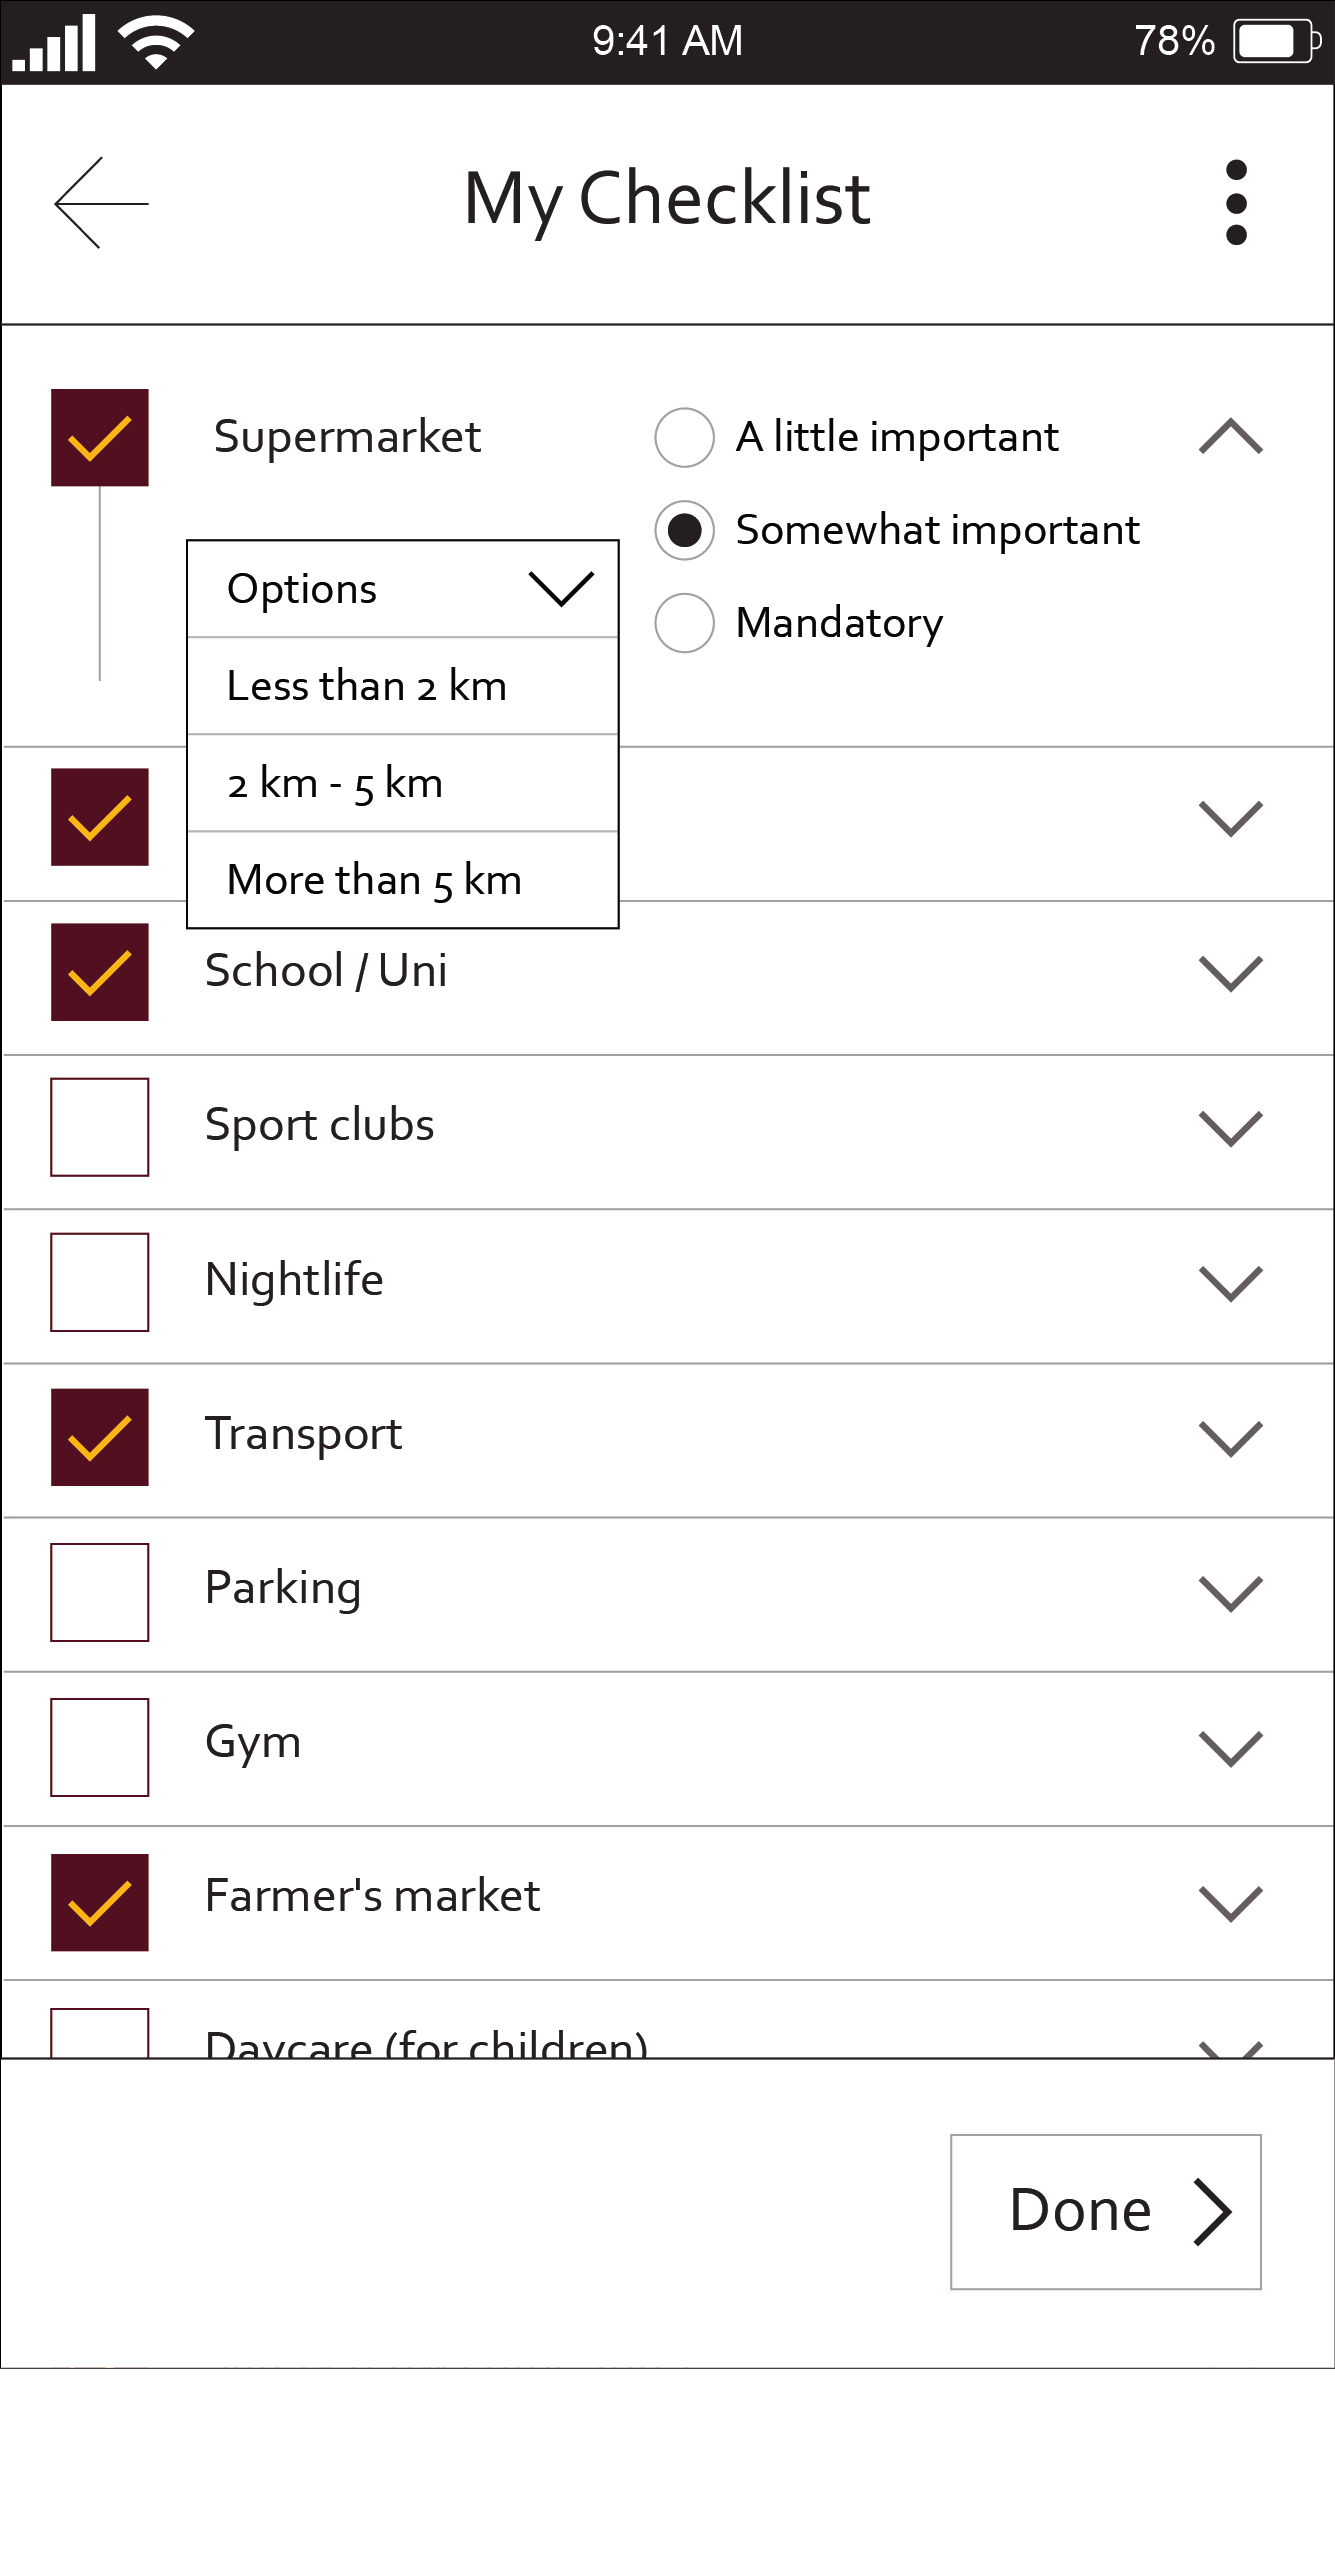 9:41 AM
78%
My Checklist
Supermarket
A little important
Somewhat important
Mandatory
Options
Less than 2 km
2 km - 5 km
More than 5 km
School / Uni
Sport clubs
Nightlife
Transport
Parking
Gym
Farmer's market
Daycare (for children)
Done